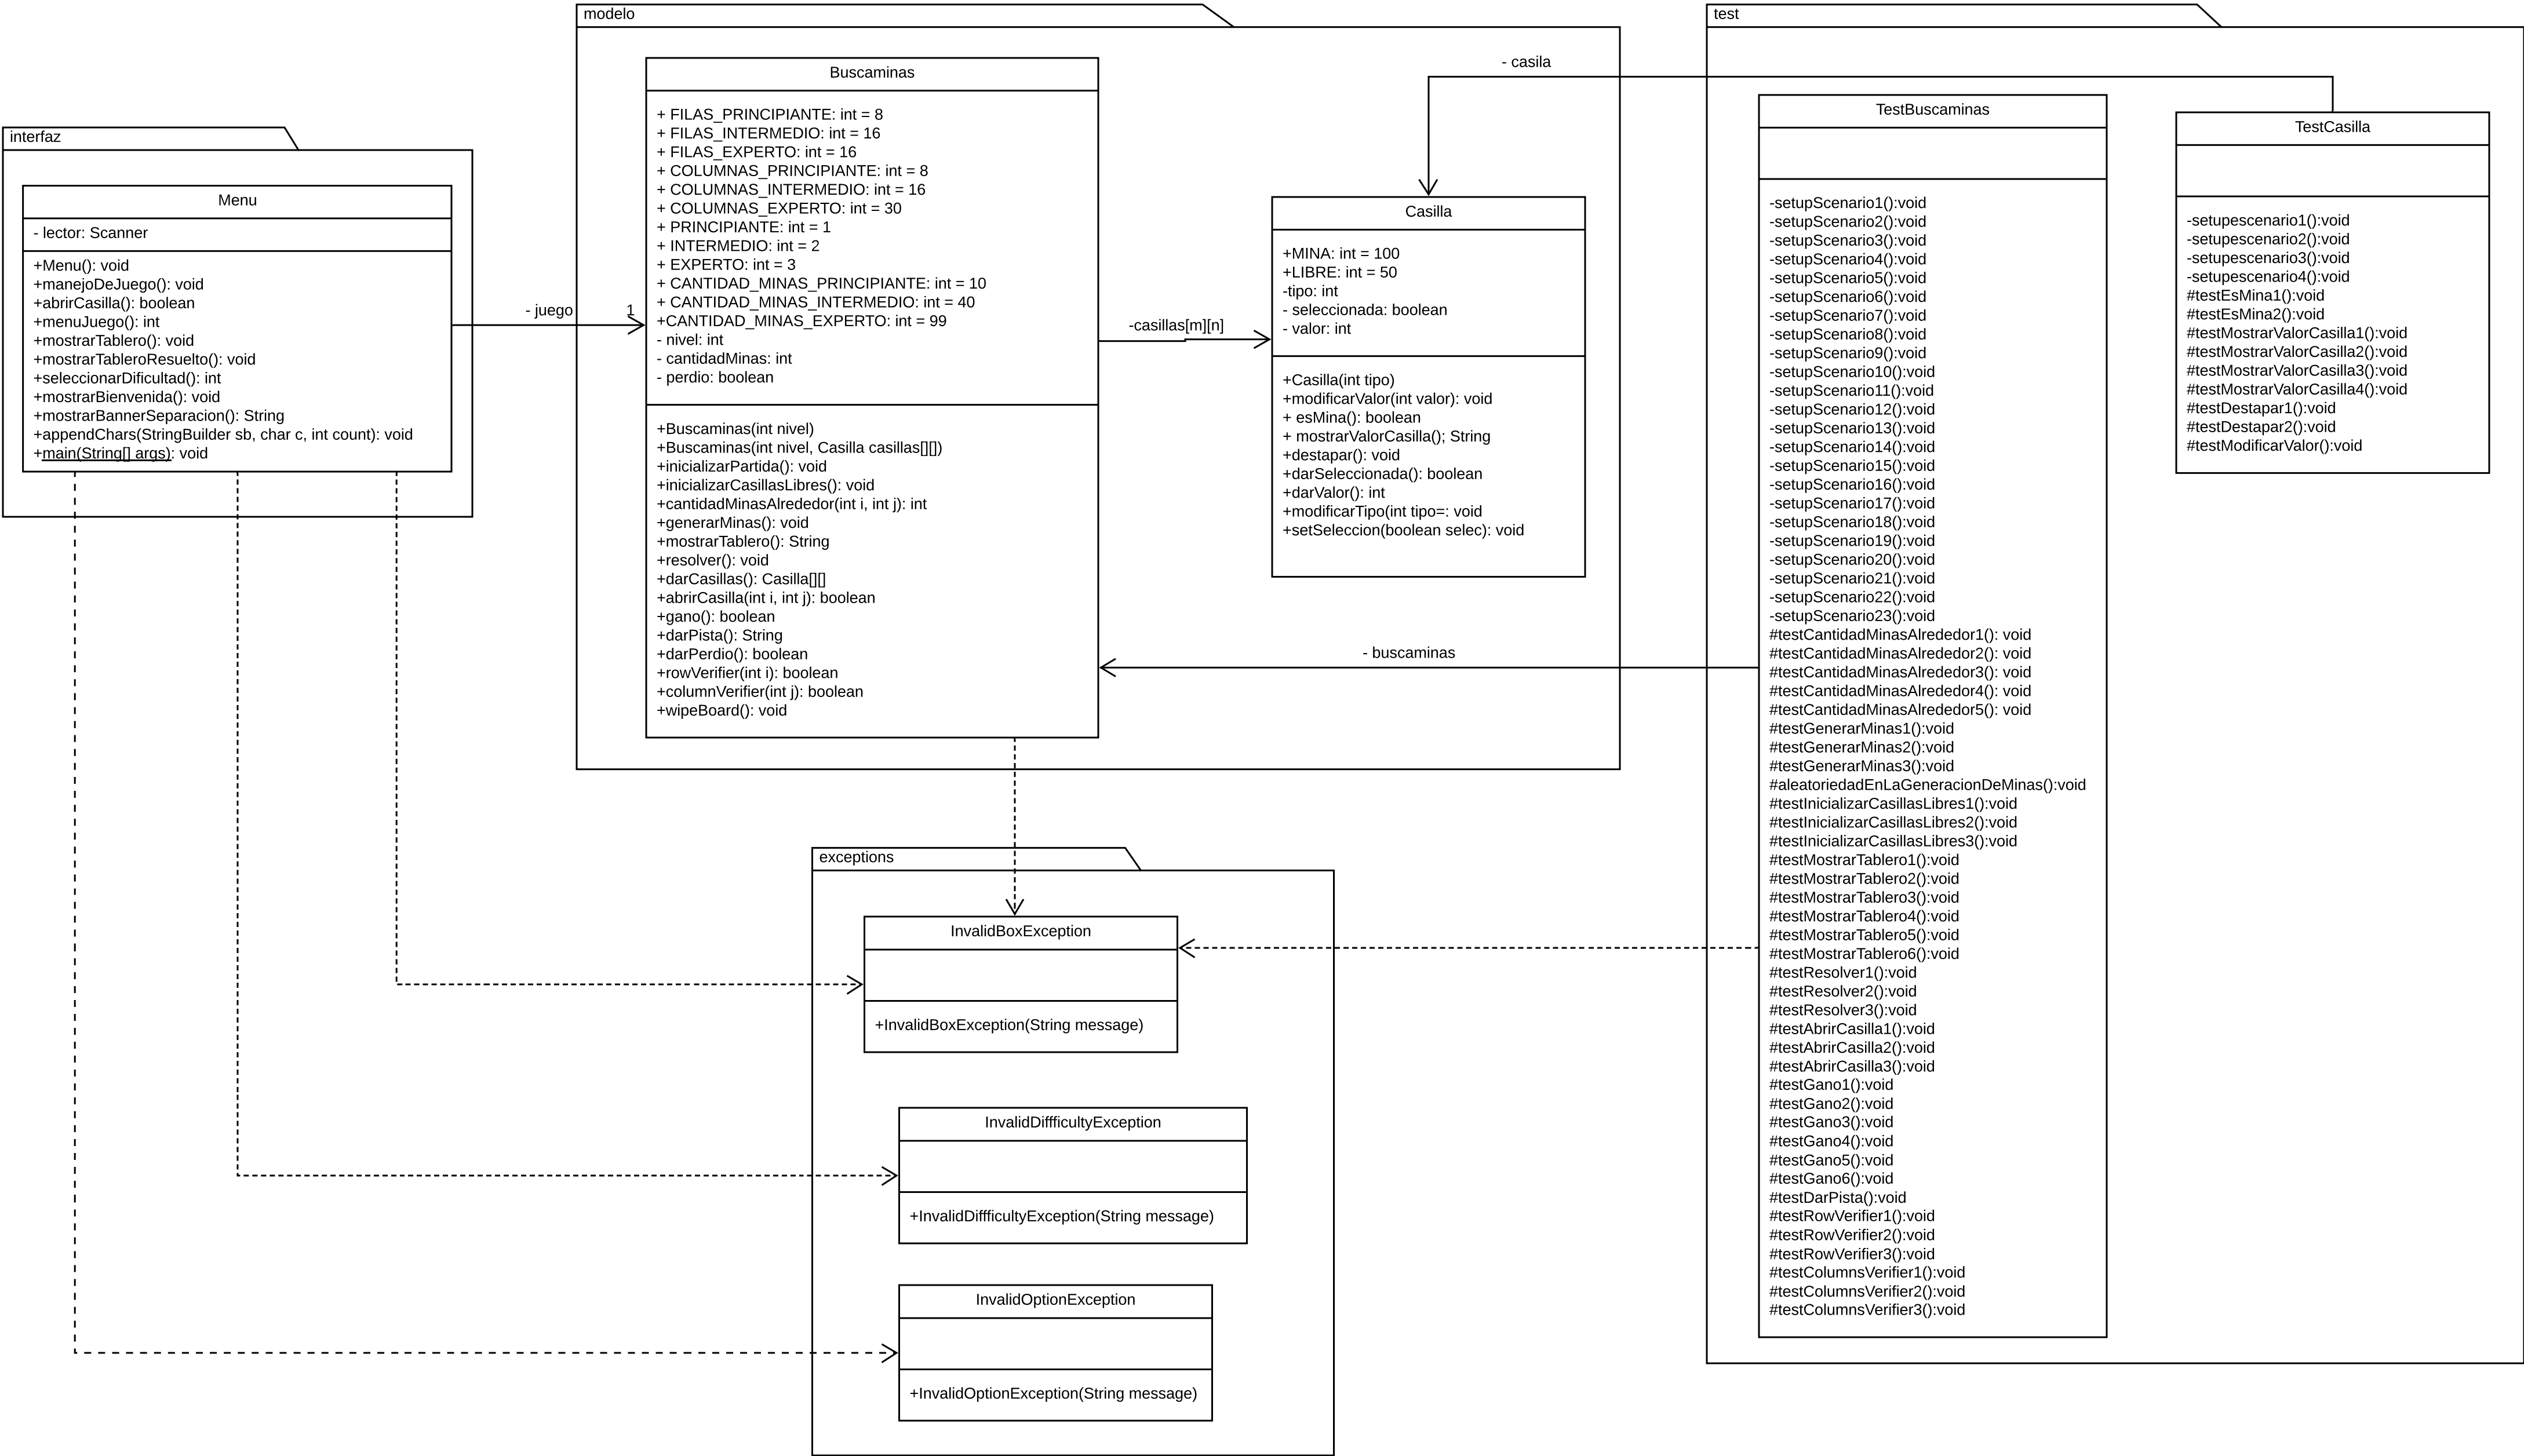 interfaz
Menu
- lector: Scanner
+Menu(): void
+manejoDeJuego(): void
+abrirCasilla(): boolean
+menuJuego(): int
+mostrarTablero(): void
+mostrarTableroResuelto(): void
+seleccionarDificultad(): int
+mostrarBienvenida(): void
+mostrarBannerSeparacion(): String
+appendChars(StringBuilder sb, char c, int count): void
+main(String[] args): void
- juego
1
modelo
Buscaminas
+ FILAS_PRINCIPIANTE: int = 8
+ FILAS_INTERMEDIO: int = 16
+ FILAS_EXPERTO: int = 16
+ COLUMNAS_PRINCIPIANTE: int = 8
+ COLUMNAS_INTERMEDIO: int = 16
+ COLUMNAS_EXPERTO: int = 30
+ PRINCIPIANTE: int = 1
+ INTERMEDIO: int = 2
+ EXPERTO: int = 3
+ CANTIDAD_MINAS_PRINCIPIANTE: int = 10
+ CANTIDAD_MINAS_INTERMEDIO: int = 40
+CANTIDAD_MINAS_EXPERTO: int = 99
- nivel: int
- cantidadMinas: int
- perdio: boolean
+Buscaminas(int nivel)
+Buscaminas(int nivel, Casilla casillas[][])
+inicializarPartida(): void
+inicializarCasillasLibres(): void
+cantidadMinasAlrededor(int i, int j): int
+generarMinas(): void
+mostrarTablero(): String
+resolver(): void
+darCasillas(): Casilla[][]
+abrirCasilla(int i, int j): boolean
+gano(): boolean
+darPista(): String
+darPerdio(): boolean
+rowVerifier(int i): boolean
+columnVerifier(int j): boolean
+wipeBoard(): void
-casillas[m][n]
- casila
Casilla
+MINA: int = 100
+LIBRE: int = 50
-tipo: int
- seleccionada: boolean
- valor: int
+Casilla(int tipo)
+modificarValor(int valor): void
+ esMina(): boolean
+ mostrarValorCasilla(); String
+destapar(): void
+darSeleccionada(): boolean
+darValor(): int
+modificarTipo(int tipo=: void
+setSeleccion(boolean selec): void
- buscaminas
test
TestBuscaminas
-setupScenario1():void
-setupScenario2():void
-setupScenario3():void
-setupScenario4():void
-setupScenario5():void
-setupScenario6():void
-setupScenario7():void
-setupScenario8():void
-setupScenario9():void
-setupScenario10():void
-setupScenario11():void
-setupScenario12():void
-setupScenario13():void
-setupScenario14():void
-setupScenario15():void
-setupScenario16():void
-setupScenario17():void
-setupScenario18():void
-setupScenario19():void
-setupScenario20():void
-setupScenario21():void
-setupScenario22():void
-setupScenario23():void
#testCantidadMinasAlrededor1(): void
#testCantidadMinasAlrededor2(): void
#testCantidadMinasAlrededor3(): void
#testCantidadMinasAlrededor4(): void
#testCantidadMinasAlrededor5(): void
#testGenerarMinas1():void
#testGenerarMinas2():void
#testGenerarMinas3():void
#aleatoriedadEnLaGeneracionDeMinas():void
#testInicializarCasillasLibres1():void
#testInicializarCasillasLibres2():void
#testInicializarCasillasLibres3():void
#testMostrarTablero1():void
#testMostrarTablero2():void
#testMostrarTablero3():void
#testMostrarTablero4():void
#testMostrarTablero5():void
#testMostrarTablero6():void
#testResolver1():void
#testResolver2():void
#testResolver3():void
#testAbrirCasilla1():void
#testAbrirCasilla2():void
#testAbrirCasilla3():void
#testGano1():void
#testGano2():void
#testGano3():void
#testGano4():void
#testGano5():void
#testGano6():void
#testDarPista():void
#testRowVerifier1():void
#testRowVerifier2():void
#testRowVerifier3():void
#testColumnsVerifier1():void
#testColumnsVerifier2():void
#testColumnsVerifier3():void
TestCasilla
-setupescenario1():void
-setupescenario2():void
-setupescenario3():void
-setupescenario4():void
#testEsMina1():void
#testEsMina2():void
#testMostrarValorCasilla1():void
#testMostrarValorCasilla2():void
#testMostrarValorCasilla3():void
#testMostrarValorCasilla4():void
#testDestapar1():void
#testDestapar2():void
#testModificarValor():void
exceptions
InvalidBoxException
+InvalidBoxException(String message)
InvalidDiffficultyException
+InvalidDiffficultyException(String message)
InvalidOptionException
+InvalidOptionException(String message)